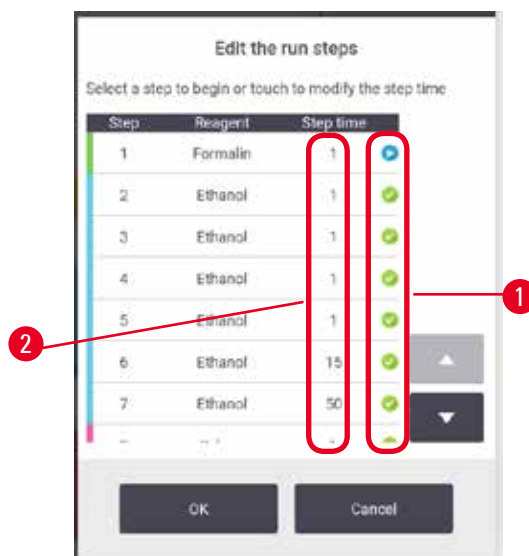 Edit the run steps
Select a step to begin or touch to modify the step time
Step Reagent Step time
1 Formalin 1
2 Ethanol 1
3 Ethanol 1
4 Ethanol 1
5 Ethanol 1
6 Ethanol 15
7 Ethanol 50
1
2
OK Cancel